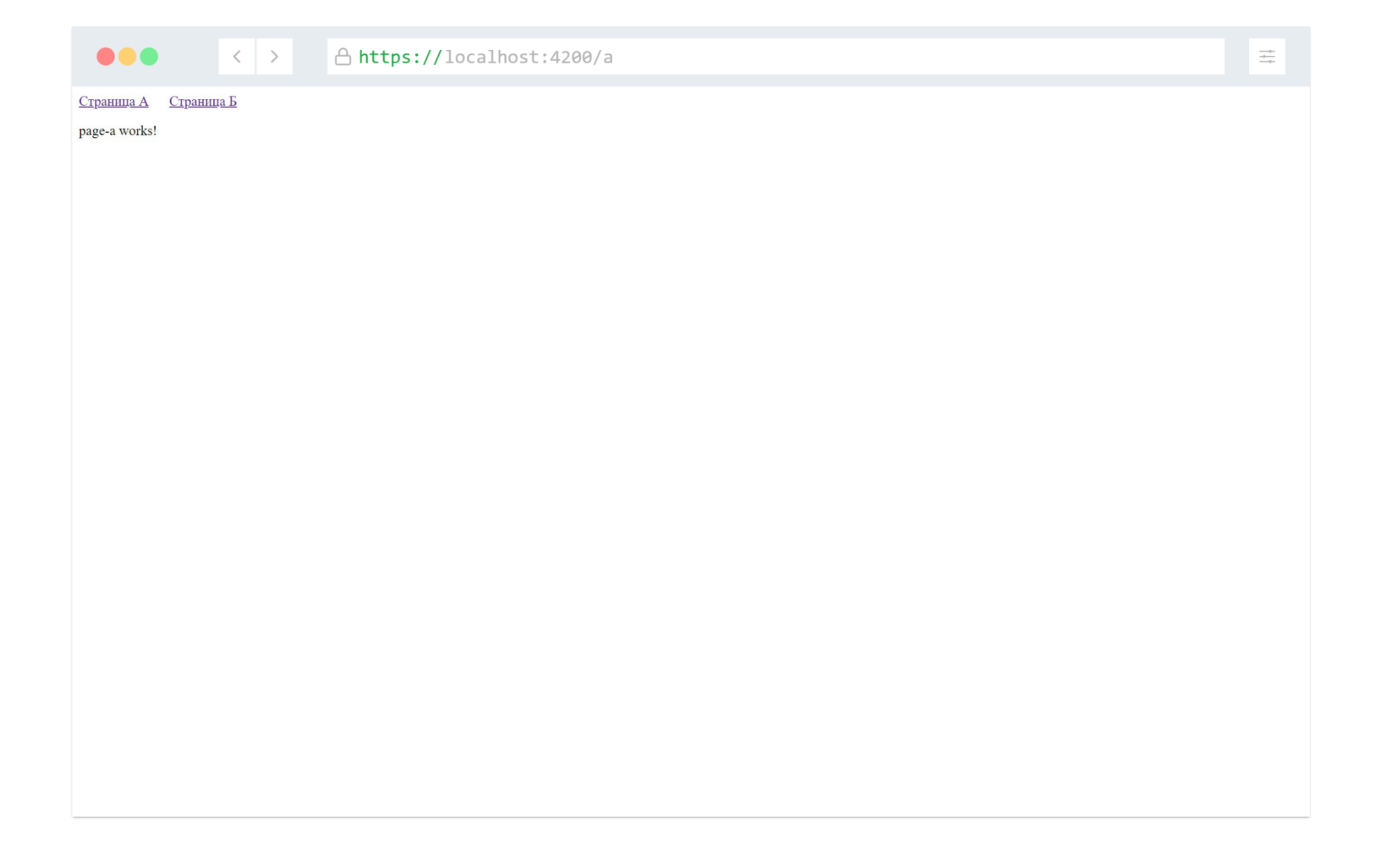 https://localhost:4200/a
Страница А Страница Б
page-a works!